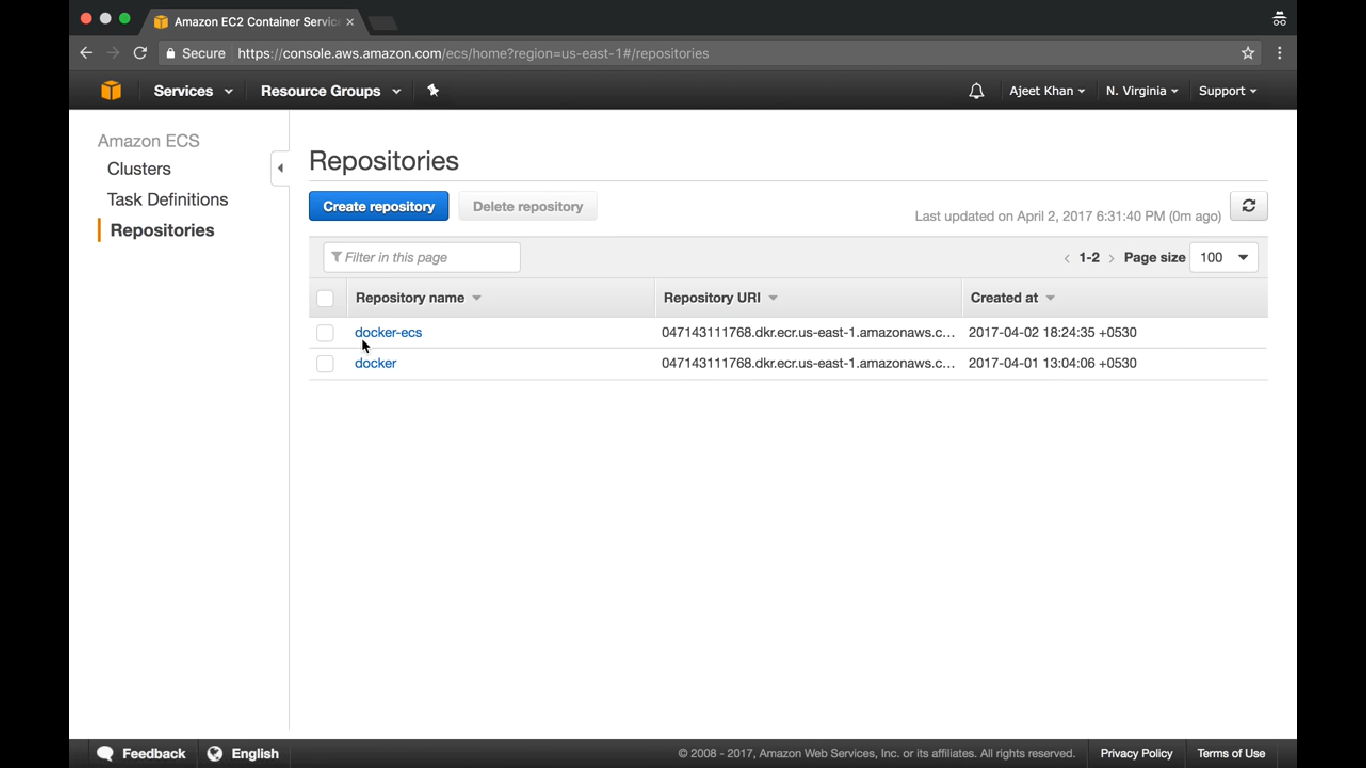 Amazon EC2 Container Servic
Secure https://console.aws.amazon.com/ecs/home?region=us-east-1#/repositories
Services Resource Groups Ajeet Khan N. Virginia Support
Amazon ECS
Clusters
Task Definitions
Repositories
Repositories
Create repository Delete repository
Last updated on April 2, 2017 6:31:40 PM (0m ago)
Filter in this page 1-2 Page size 100
Repository name Repository URI Created at
docker-ecs 047143111768.dkr.ecr.us-east-1.amazonaws.c... 2017-04-02 18:24:35 +0530
docker 047143111768.dkr.ecr.us-east-1.amazonaws.c... 2017-04-01 13:04:06 +0530
Feedback English © 2008 - 2017, Amazon Web Services, Inc. or its affiliates. All rights reserved. Privacy Policy Terms of Use